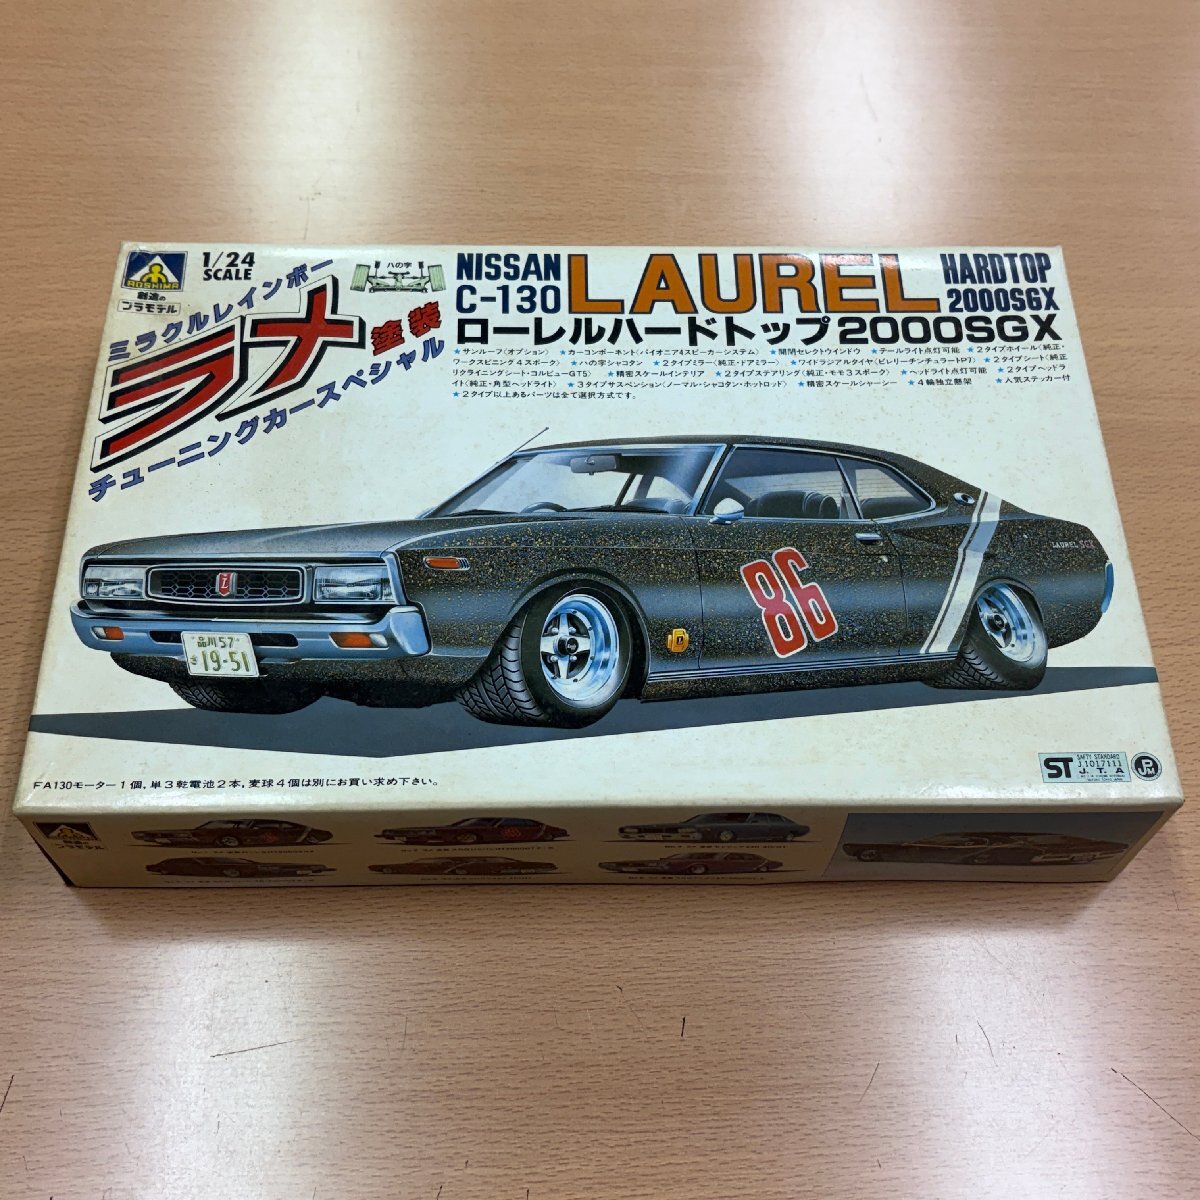 AOSHIMA
創造の
プラモデル
1/24
SCALE
ミラクルレインボー
ラメ塗装
チューニングカースペシャル
ハの字
NISSAN
C-130
LAUREL
HARDTOP
2000SGX
ローレルハードトップ2000SGX
★サンルーフ(オプション) ★カーコンポーネント(パイオニア4スピーカーシステム) ★開閉セレクトウインドウ ★テールライト点灯可能 ★2タイプホイール(純正・
ワークスピニング4スポーク) ★ハの字シャコタン ★2タイプミラー(純正・ドアミラー) ★ワイドラジアルタイヤ(ピレリーチンチュラートP7) ★2タイプシート(純正
リクライニングシート・コルビューGT5) ★精密スケールインテリア ★2タイプステアリング(純正・モモ3スポーク) ★ヘッドライト点灯可能 ★2タイプヘッドラ
イト(純正・角型ヘッドライト) ★3タイプサスペンション(ノーマル・シャコタン・ホットロッド) ★精密スケールシャーシー ★4輪独立懸架 ★人気ステッカー付
★2タイプ以上あるパーツは全て選択方式です。
LAUREL SGX
86
品川57
19-51
FA130モーター1個,単3乾電池2本,麦球4個は別にお買い求め下さい。
ST
SAFTY STANDARD
J.1017111
J.T.A
JPM
プラモデル